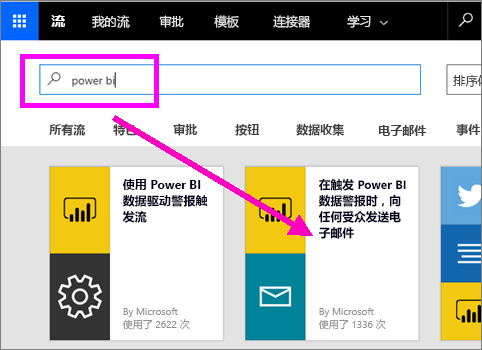 流 我的流 审批 模板 连接器 学习
power bi
所有流 特色 审批 按钮 数据收集 电子邮件 事件
使用 Power BI
数据驱动警报触
发流
By Microsoft
使用了 2622 次
在触发 Power BI
数据警报时，向
任何受众发送电
子邮件
By Microsoft
使用了 1336 次